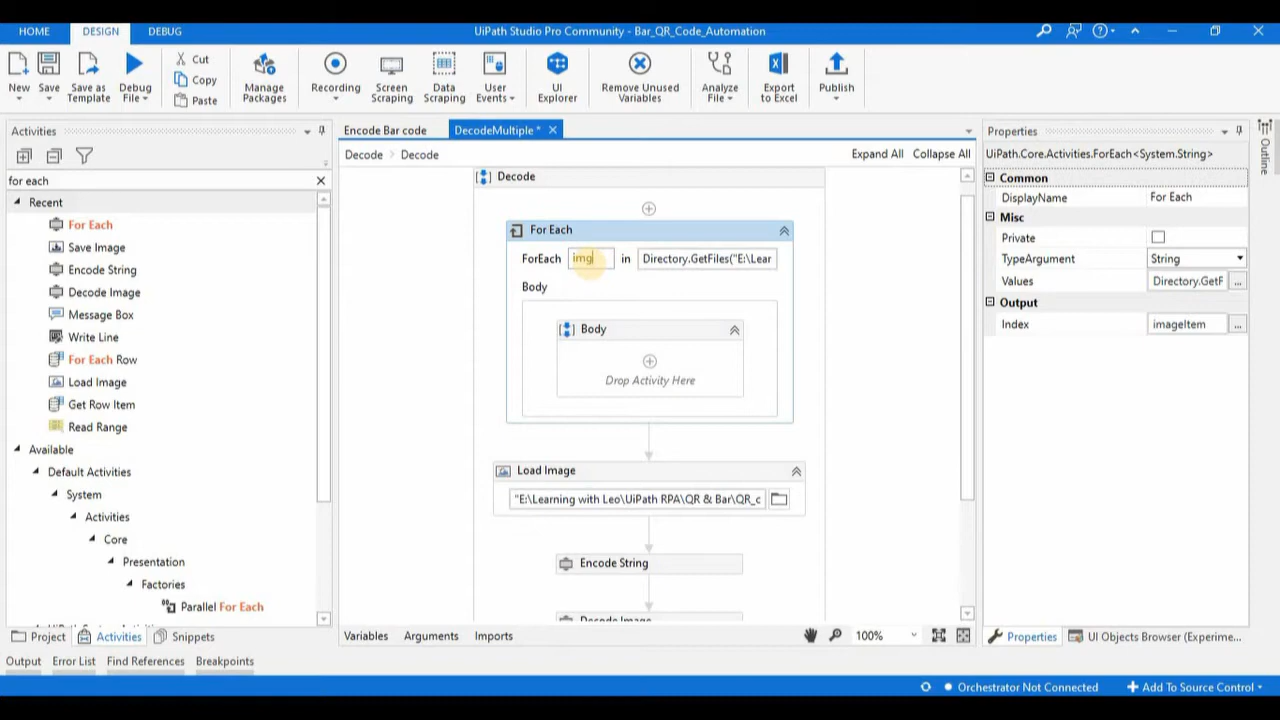 HOME
DESIGN
DEBUG
UiPath Studio Pro Community - Bar_QR_Code_Automation
New
Save
Save as Template
Debug File
Cut
Copy
Paste
Manage Packages
Recording
Screen Scraping
Data Scraping
User Events
UI Explorer
Remove Unused Variables
Analyze File
Export to Excel
Publish
Activities
for each
Recent
For Each
Save Image
Encode String
Decode Image
Message Box
Write Line
For Each Row
Load Image
Get Row Item
Read Range
Available
Default Activities
System
Activities
Core
Presentation
Factories
Parallel For Each
Project
Activities
Snippets
Encode Bar code
DecodeMultiple *
Decode
Decode
Expand All
Collapse All
Decode
For Each
ForEach img in Directory.GetFiles("E:\Lear
Body
Body
Drop Activity Here
Load Image
"E:\Learning with Leo\UiPath RPA\QR & Bar\QR_c
Encode String
Decode Image
Variables
Arguments
Imports
100%
Properties
UiPath.Core.Activities.ForEach<System.String>
Common
DisplayName For Each
Misc
Private
TypeArgument String
Values Directory.GetF ...
Output
Index imageItem ...
Properties
UI Objects Browser (Experime...
Outline
Output
Error List
Find References
Breakpoints
Orchestrator Not Connected
Add To Source Control